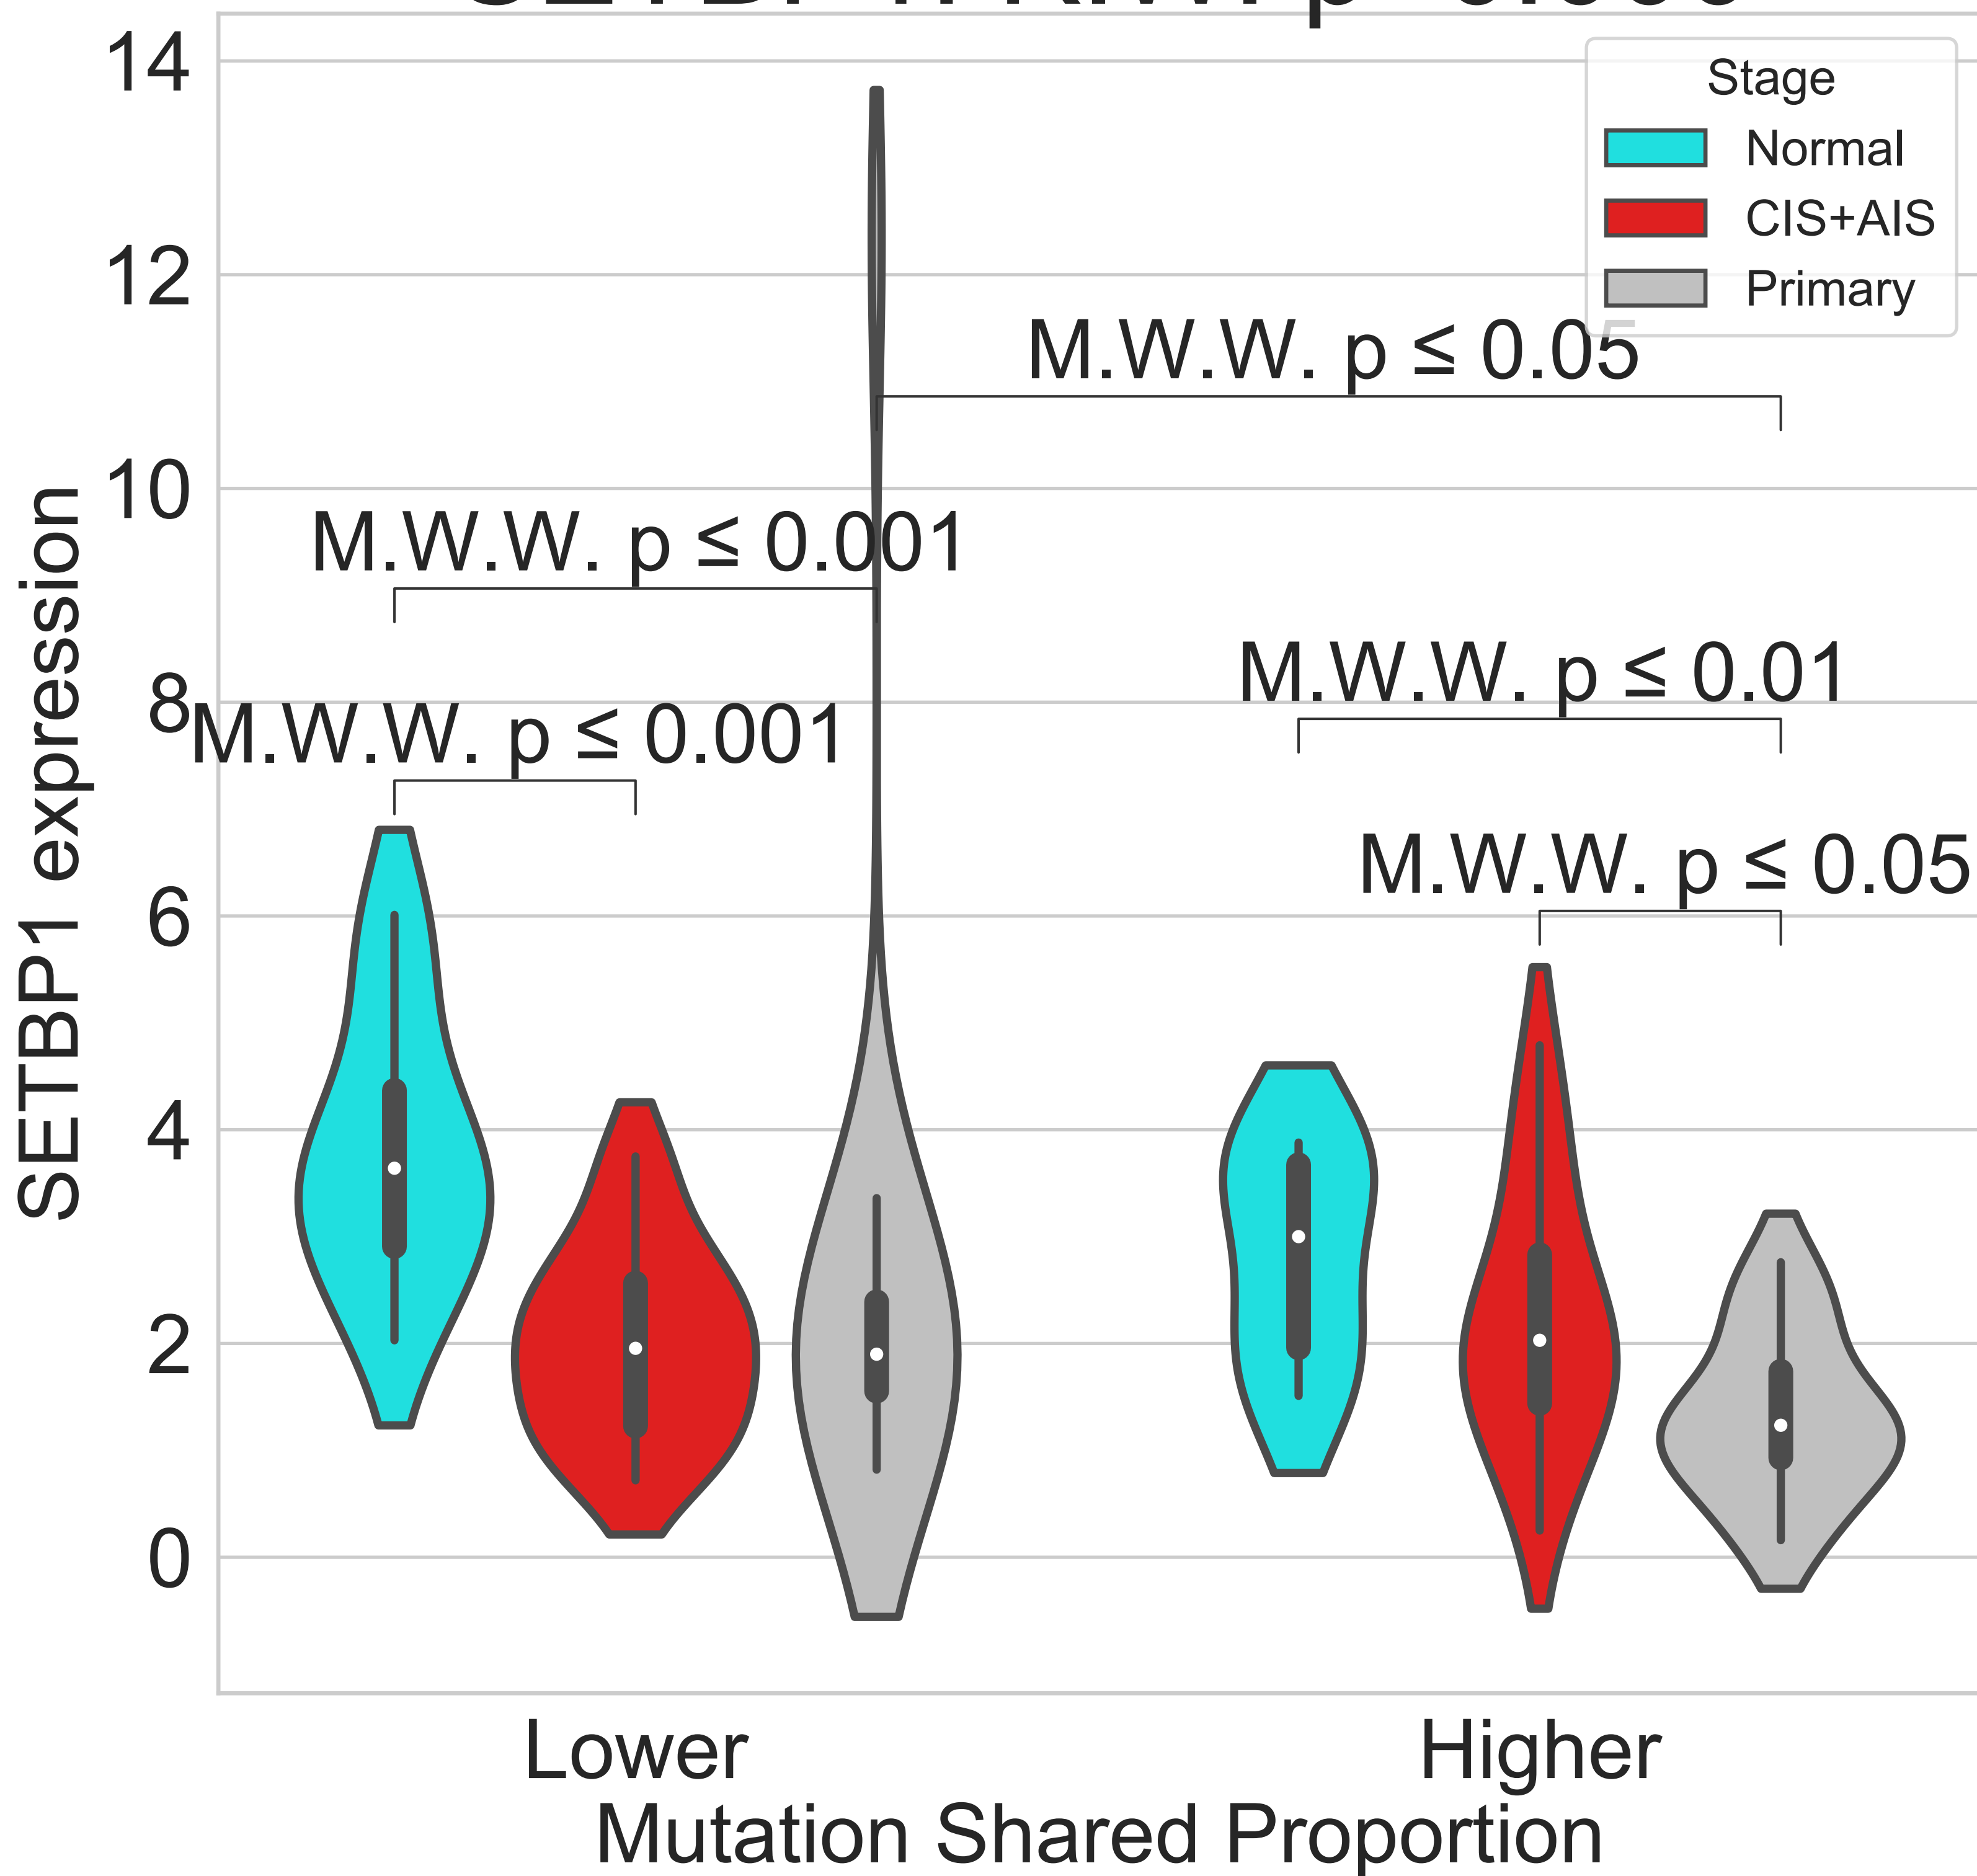 14
Stage
Normal
CIS+AIS
Primary
12
M.W.W. p ≤ 0.05
10
M.W.W. p ≤ 0.001
M.W.W. p ≤ 0.01
8
M.W.W. p ≤ 0.001
M.W.W. p ≤ 0.05
6
4
2
0
SETBP1 expression
Lower
Higher
Mutation Shared Proportion